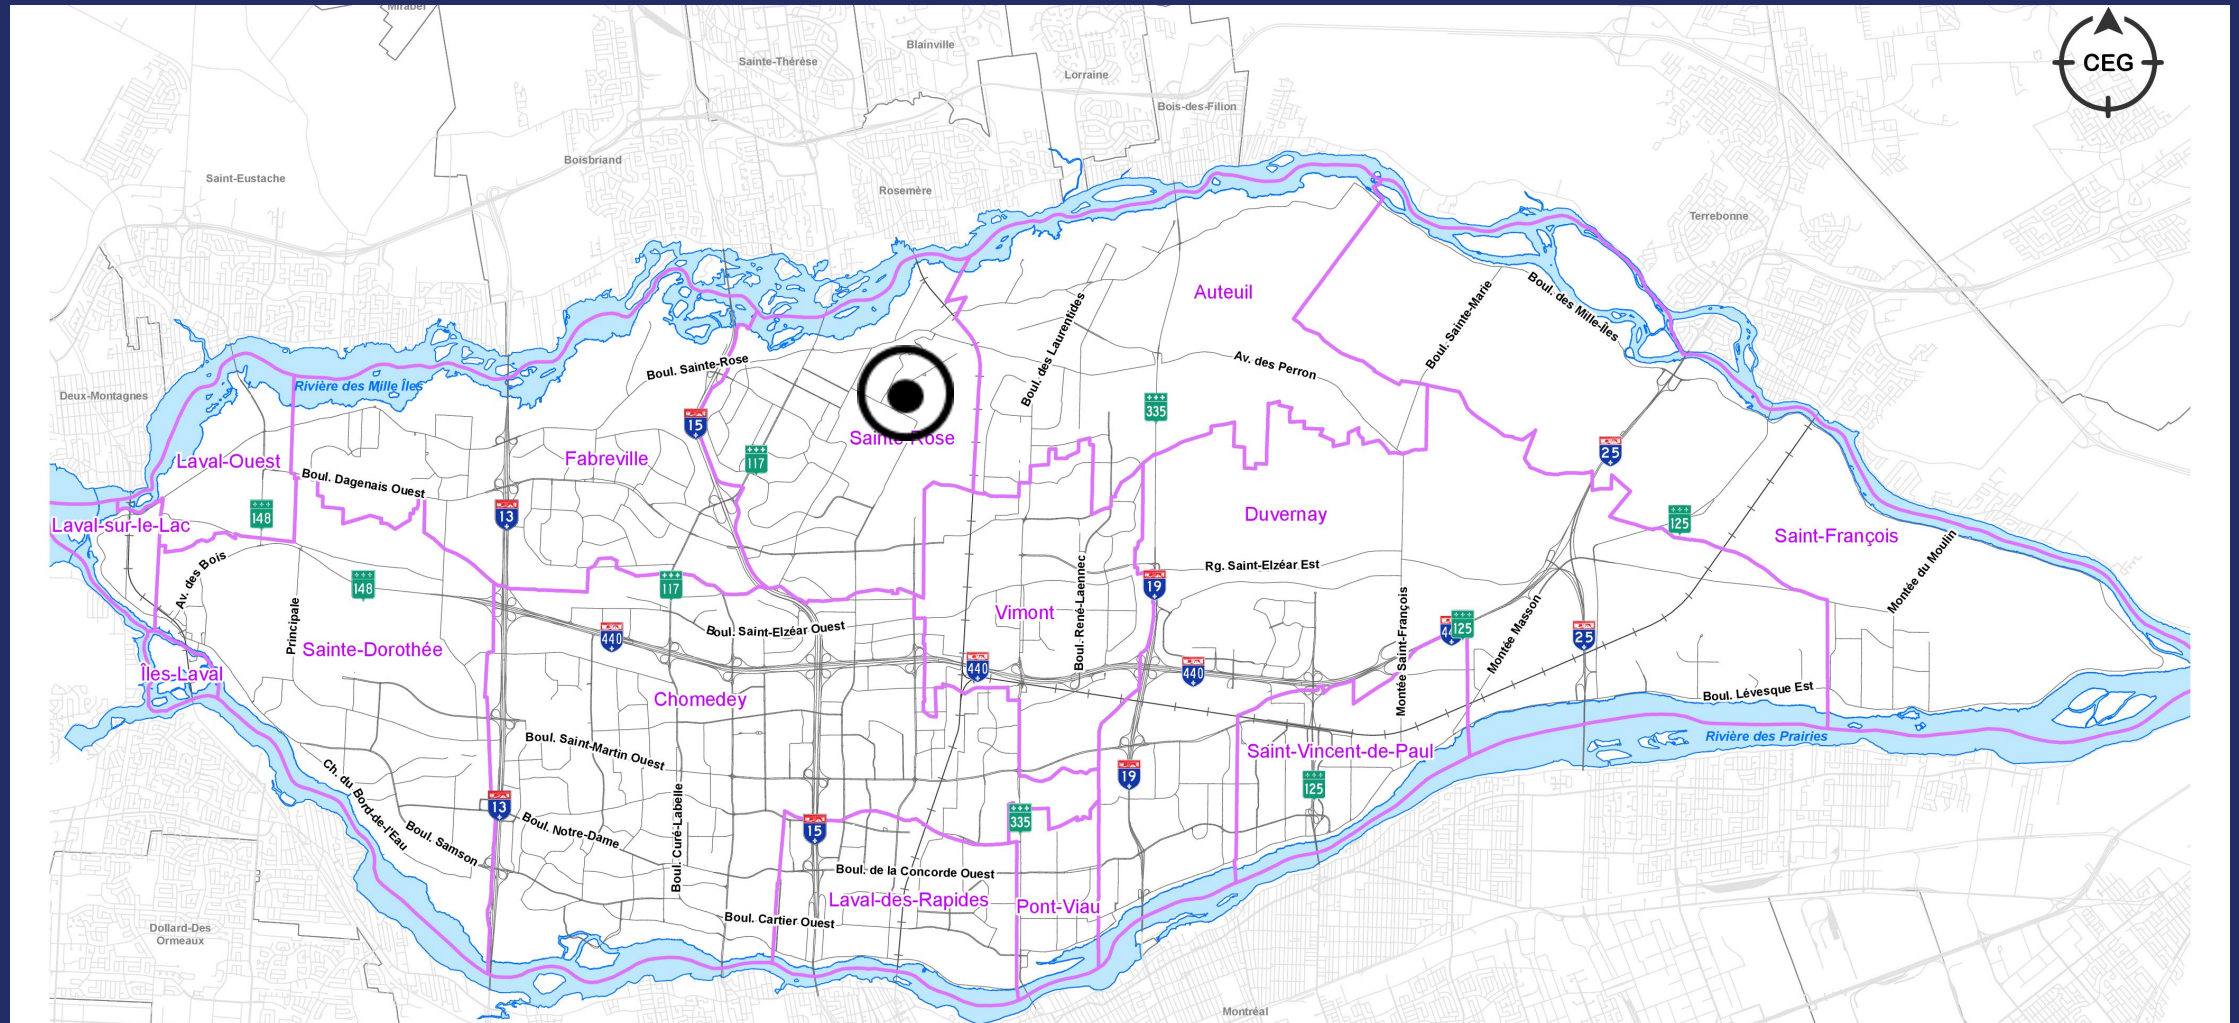 Mirabel
Blainville
Sainte-Thérèse
Lorraine
CEG
Bois-des-Filion
Boisbriand
Saint-Eustache
Rosemère
Terrebonne
Auteuil
Boul. des Mille-Îles
Boul. Sainte-Marie
Boul. des Laurentides
Boul. Sainte-Rose
Av. des Perron
Rivière des Mille Îles
Deux-Montagnes
335
15
Sainte-Rose
117
Fabreville
25
Laval-Ouest
Boul. Dagenais Ouest
148
13
Duvernay
125
Laval-sur-le-Lac
Saint-François
Montée du Moulin
Av. des Bois
148
117
Rg. Saint-Elzéar Est
19
Principale
Vimont
Boul. René-Laennec
Montée Saint-François
Montée Masson
440
Boul. Saint-Elzéar Ouest
125
25
Sainte-Dorothée
440
440
Îles-Laval
Chomedey
Boul. Lévesque Est
Rivière des Prairies
Boul. Saint-Martin Ouest
Saint-Vincent-de-Paul
19
125
Ch. du Bord-de-l'Eau
13
Boul. Samson
Boul. Notre-Dame
Boul. Curé-Labelle
15
335
Boul. de la Concorde Ouest
Laval-des-Rapides
Pont-Viau
Boul. Cartier Ouest
Dollard-Des
Ormeaux
Montréal